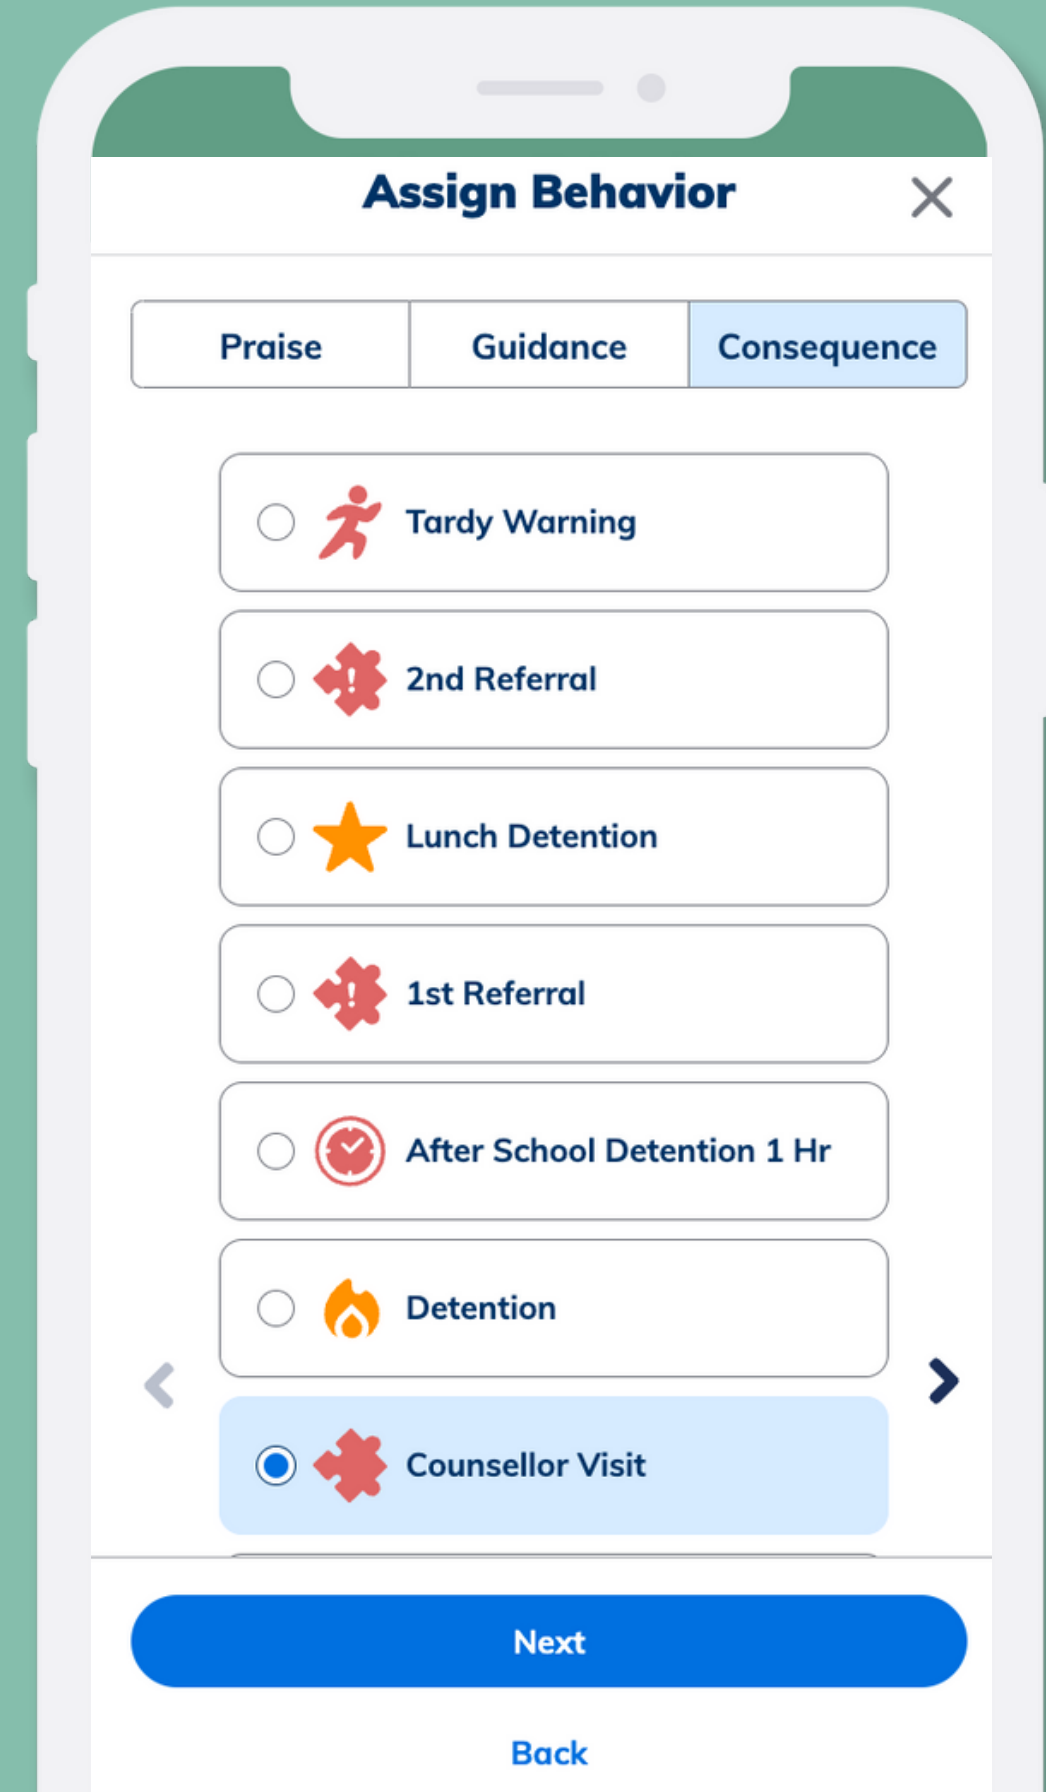 Assign Behavior
Praise
Guidance
Consequence
Tardy Warning
2nd Referral
Lunch Detention
1st Referral
After School Detention 1 Hr
Detention
Counsellor Visit
Next
Back